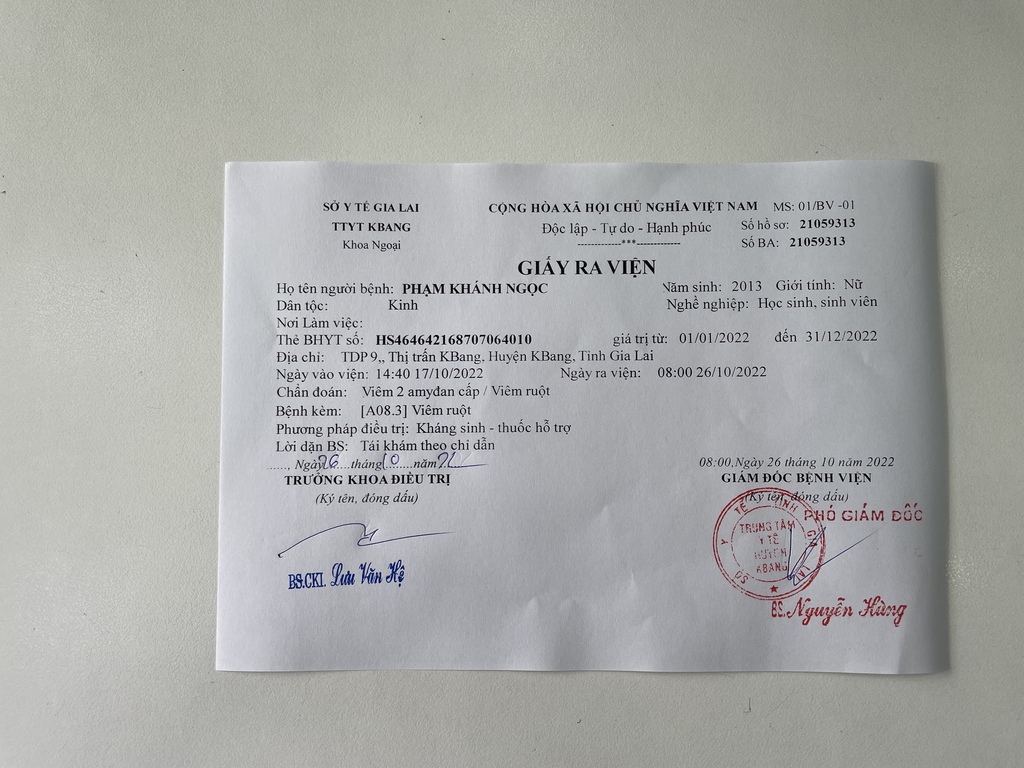 SỞ Y TẾ GIA LAI
TTYT KBANG
Khoa Ngoại
CỘNG HÒA XÃ HỘI CHỦ NGHĨA VIỆT NAM
Độc lập - Tự do - Hạnh phúc
-------------***-------------
MS: 01/BV -01
Số hồ sơ: 21059313
Số BA: 21059313
GIẤY RA VIỆN
Họ tên người bệnh: PHẠM KHÁNH NGỌC Năm sinh: 2013 Giới tính: Nữ
Dân tộc: Kinh Nghề nghiệp: Học sinh, sinh viên
Nơi Làm việc:
Thẻ BHYT số: HS464642168707064010 giá trị từ: 01/01/2022 đến 31/12/2022
Địa chỉ: TDP 9,, Thị trấn KBang, Huyện KBang, Tỉnh Gia Lai
Ngày vào viện: 14:40 17/10/2022 Ngày ra viện: 08:00 26/10/2022
Chẩn đoán: Viêm 2 amyđan cấp / Viêm ruột
Bệnh kèm: [A08.3] Viêm ruột
Phương pháp điều trị: Kháng sinh - thuốc hỗ trợ
Lời dặn BS: Tái khám theo chỉ dẫn
......, Ngày 26 ...tháng 10 ....năm
TRƯỞNG KHOA ĐIỀU TRỊ
(Ký tên, đóng dấu)
BS.CKI. Lưu Văn Hệ
08:00,Ngày 26 tháng 10 năm 2022
GIÁM ĐỐC BỆNH VIỆN
(Ký tên, đóng dấu)
PHÓ GIÁM ĐỐC
TRUNG TÂM
Y TẾ
HUYỆN
KBANG
BS. Nguyễn Hùng